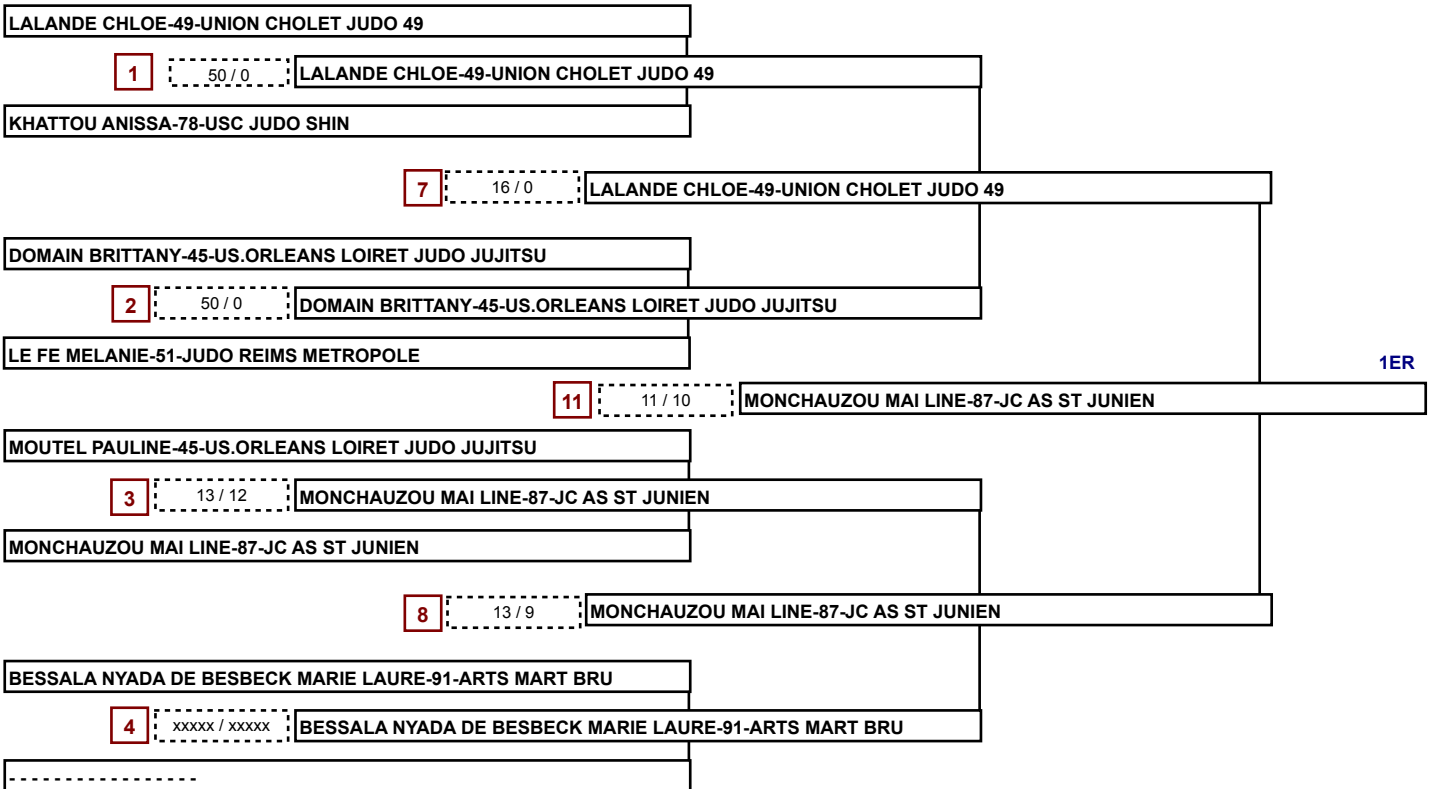 LALANDE CHLOE-49-UNION CHOLET JUDO 49
1 50 / 0 LALANDE CHLOE-49-UNION CHOLET JUDO 49
KHATTOU ANISSA-78-USC JUDO SHIN
7 16 / 0 LALANDE CHLOE-49-UNION CHOLET JUDO 49
DOMAIN BRITTANY-45-US.ORLEANS LOIRET JUDO JUJITSU
2 50 / 0 DOMAIN BRITTANY-45-US.ORLEANS LOIRET JUDO JUJITSU
LE FE MELANIE-51-JUDO REIMS METROPOLE
1ER
11 11 / 10 MONCHAUZOU MAI LINE-87-JC AS ST JUNIEN
MOUTEL PAULINE-45-US.ORLEANS LOIRET JUDO JUJITSU
3 13 / 12 MONCHAUZOU MAI LINE-87-JC AS ST JUNIEN
MONCHAUZOU MAI LINE-87-JC AS ST JUNIEN
8 13 / 9 MONCHAUZOU MAI LINE-87-JC AS ST JUNIEN
BESSALA NYADA DE BESBECK MARIE LAURE-91-ARTS MART BRU
4 xxxxx / xxxxx BESSALA NYADA DE BESBECK MARIE LAURE-91-ARTS MART BRU
- - - - - - - - - - - - - - - - -